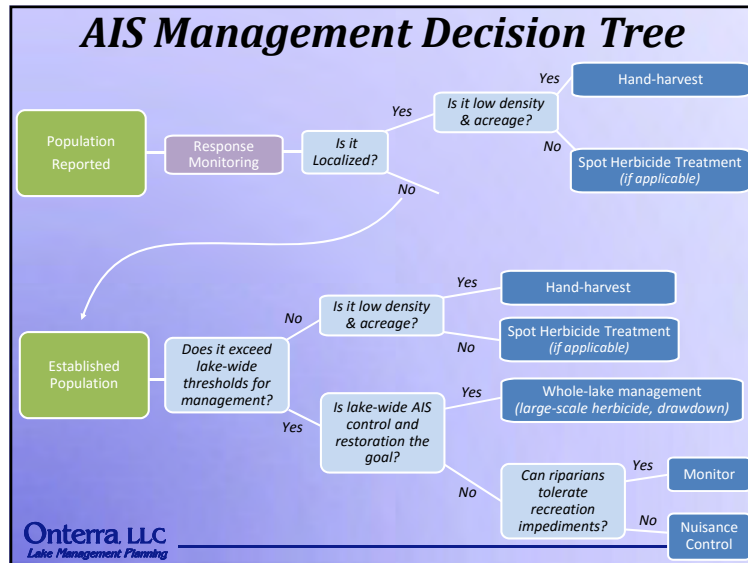 AIS Management Decision Tree
Population
Reported
Response
Monitoring
Is it
Localized?
Yes
No
Is it low density
& acreage?
Yes
No
Hand-harvest
Spot Herbicide Treatment
(if applicable)
Established
Population
Does it exceed
lake-wide
thresholds for
management?
No
Yes
Is it low density
& acreage?
Yes
No
Hand-harvest
Spot Herbicide Treatment
(if applicable)
Is lake-wide AIS
control and
restoration the
goal?
Yes
No
Whole-lake management
(large-scale herbicide, drawdown)
Can riparians
tolerate
recreation
impediments?
Yes
No
Monitor
Nuisance
Control
Onterra, LLC
Lake Management Planning